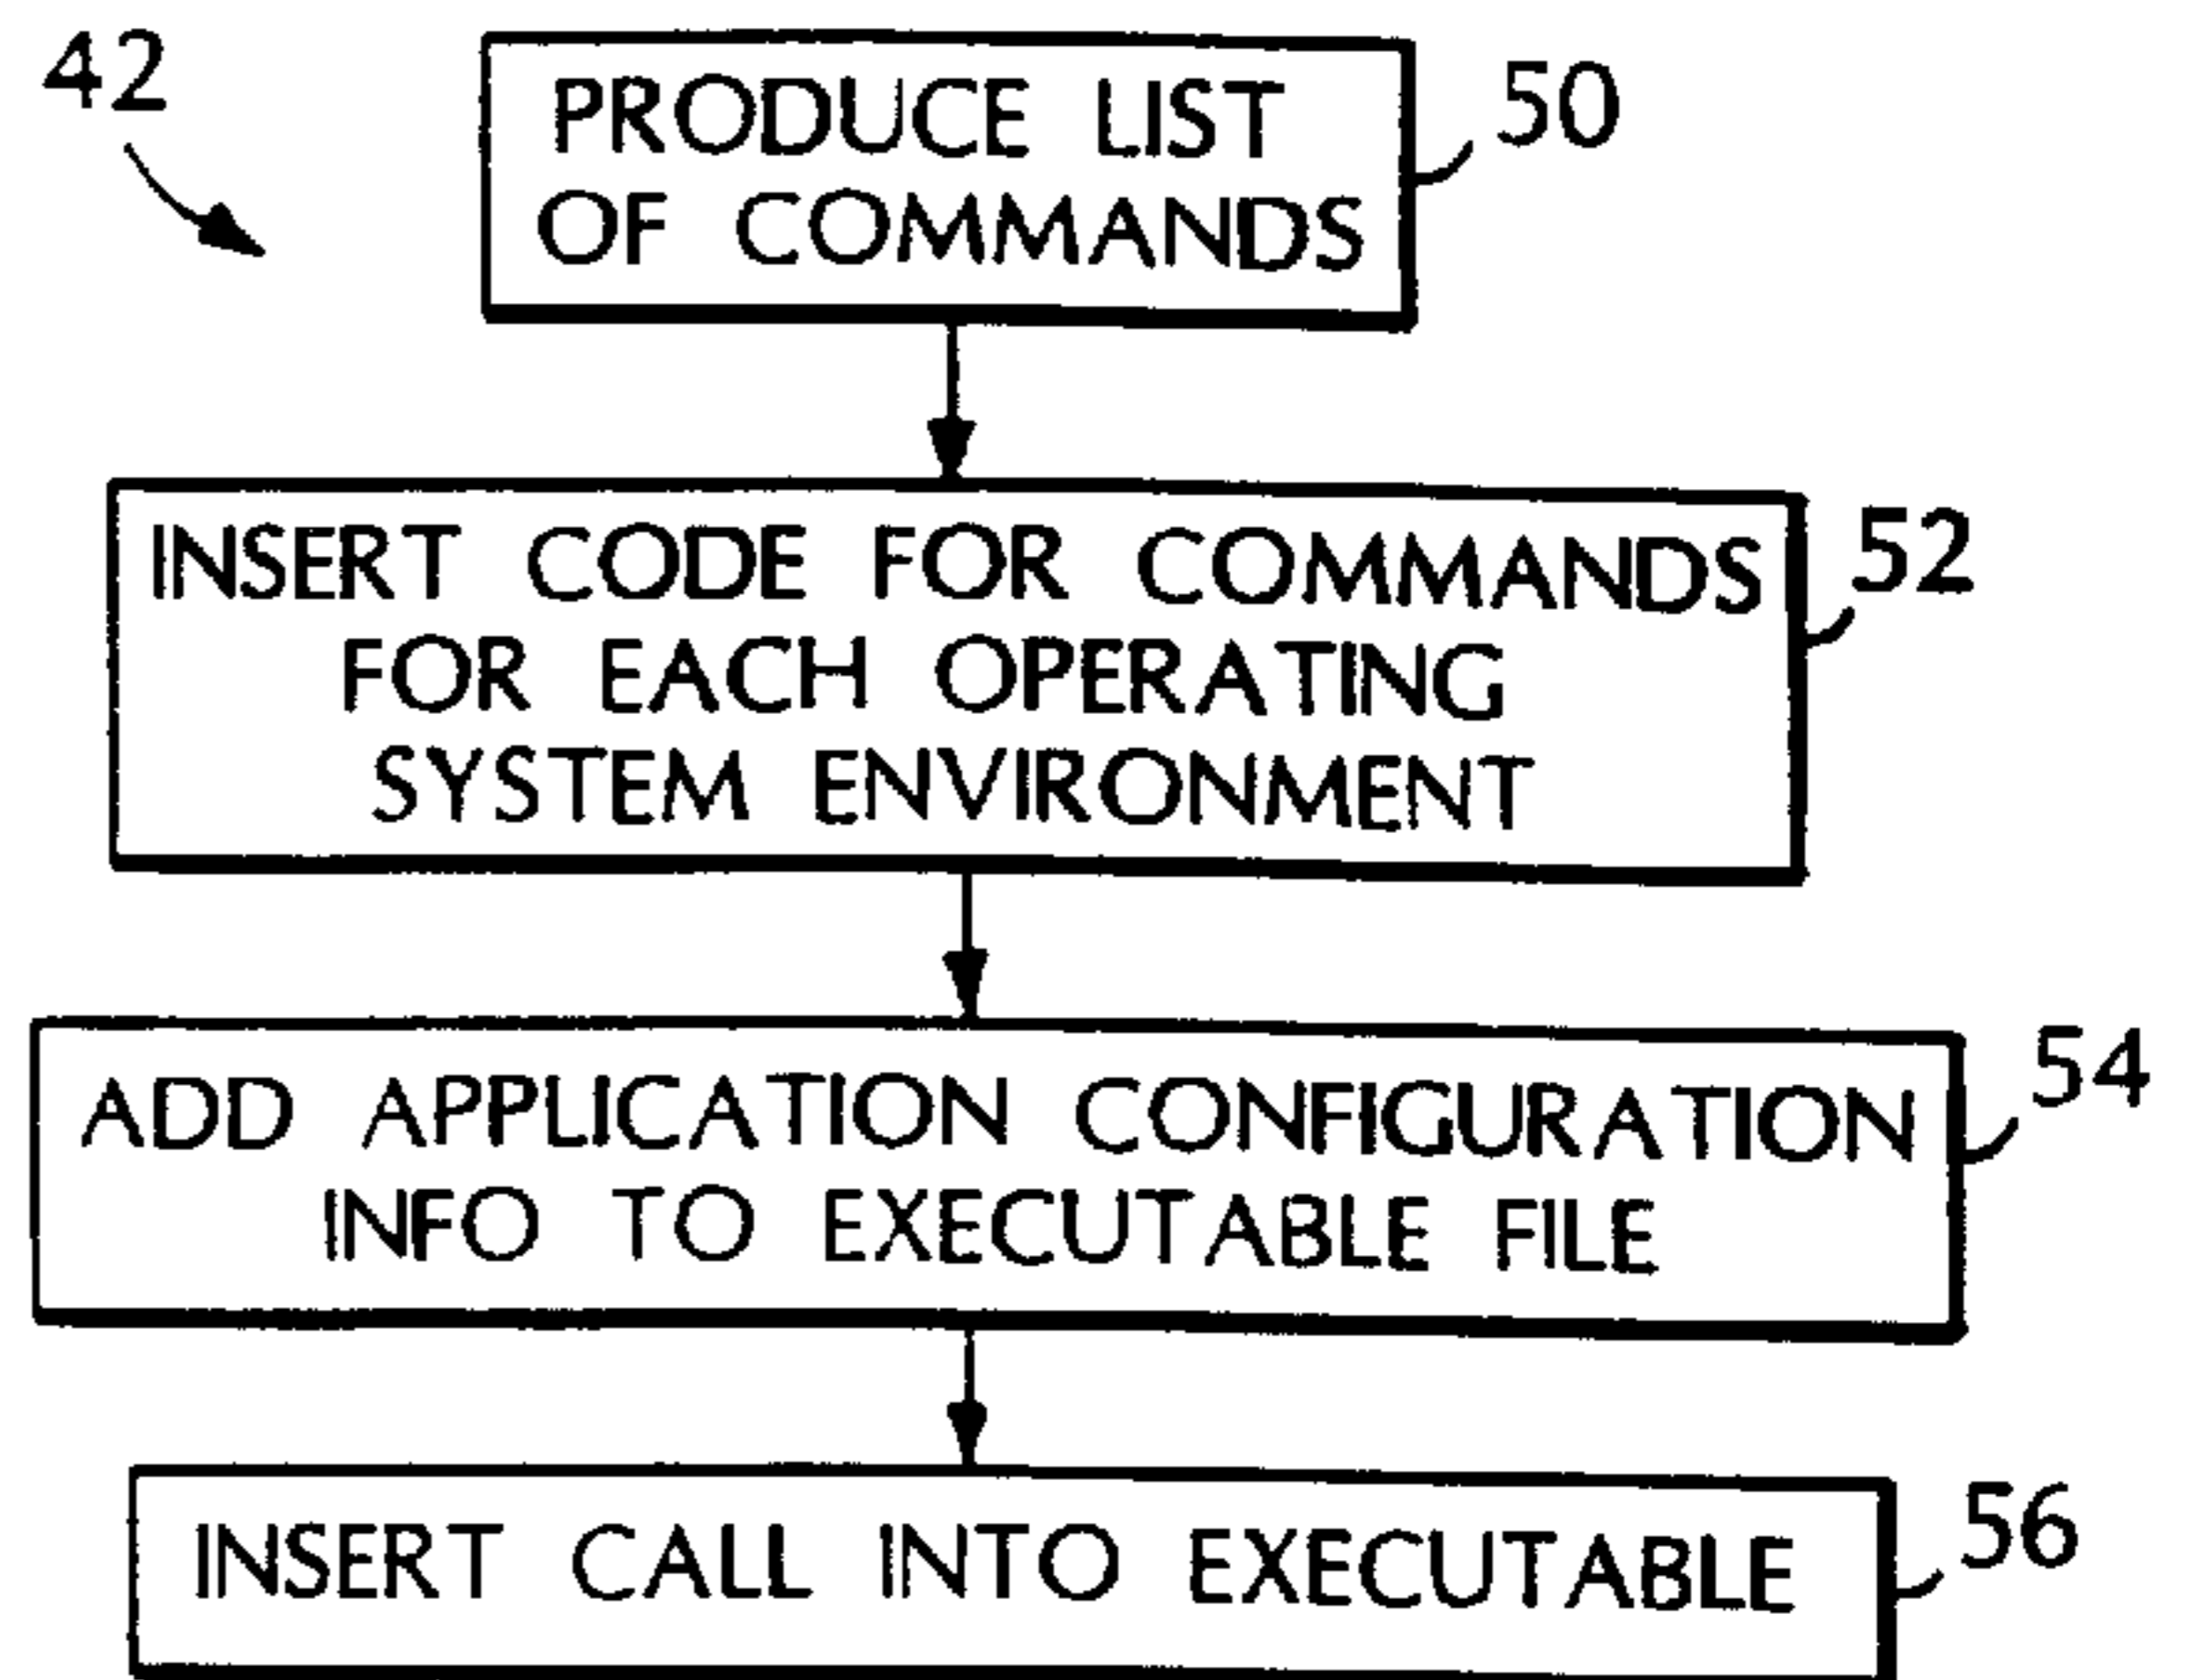 42
PRODUCE LIST
OF COMMANDS
50
INSERT CODE FOR COMMANDS
FOR EACH OPERATING
SYSTEM ENVIRONMENT
52
ADD APPLICATION CONFIGURATION
INFO TO EXECUTABLE FILE
54
INSERT CALL INTO EXECUTABLE
56